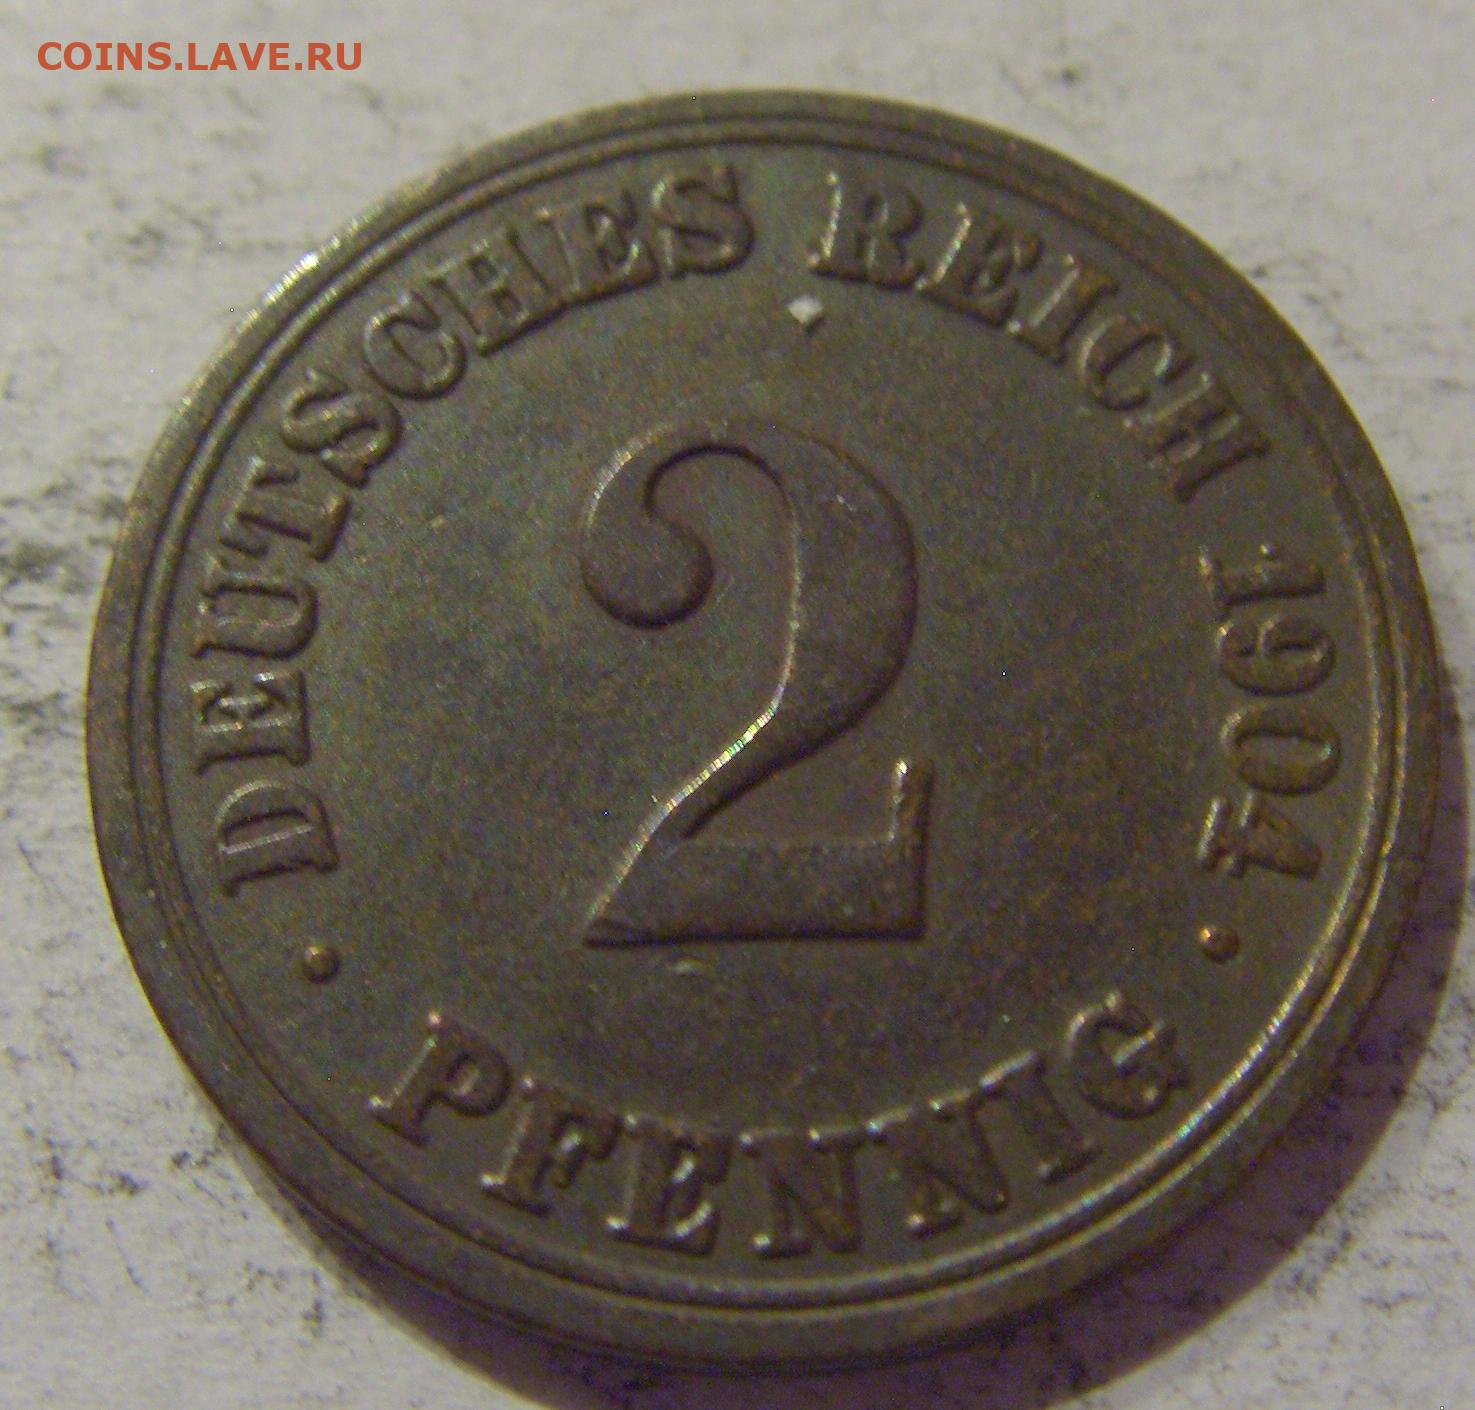 COINS.LAVE.RU
· DEUTSCHES REICH 1904 ·
2
PFENNIG